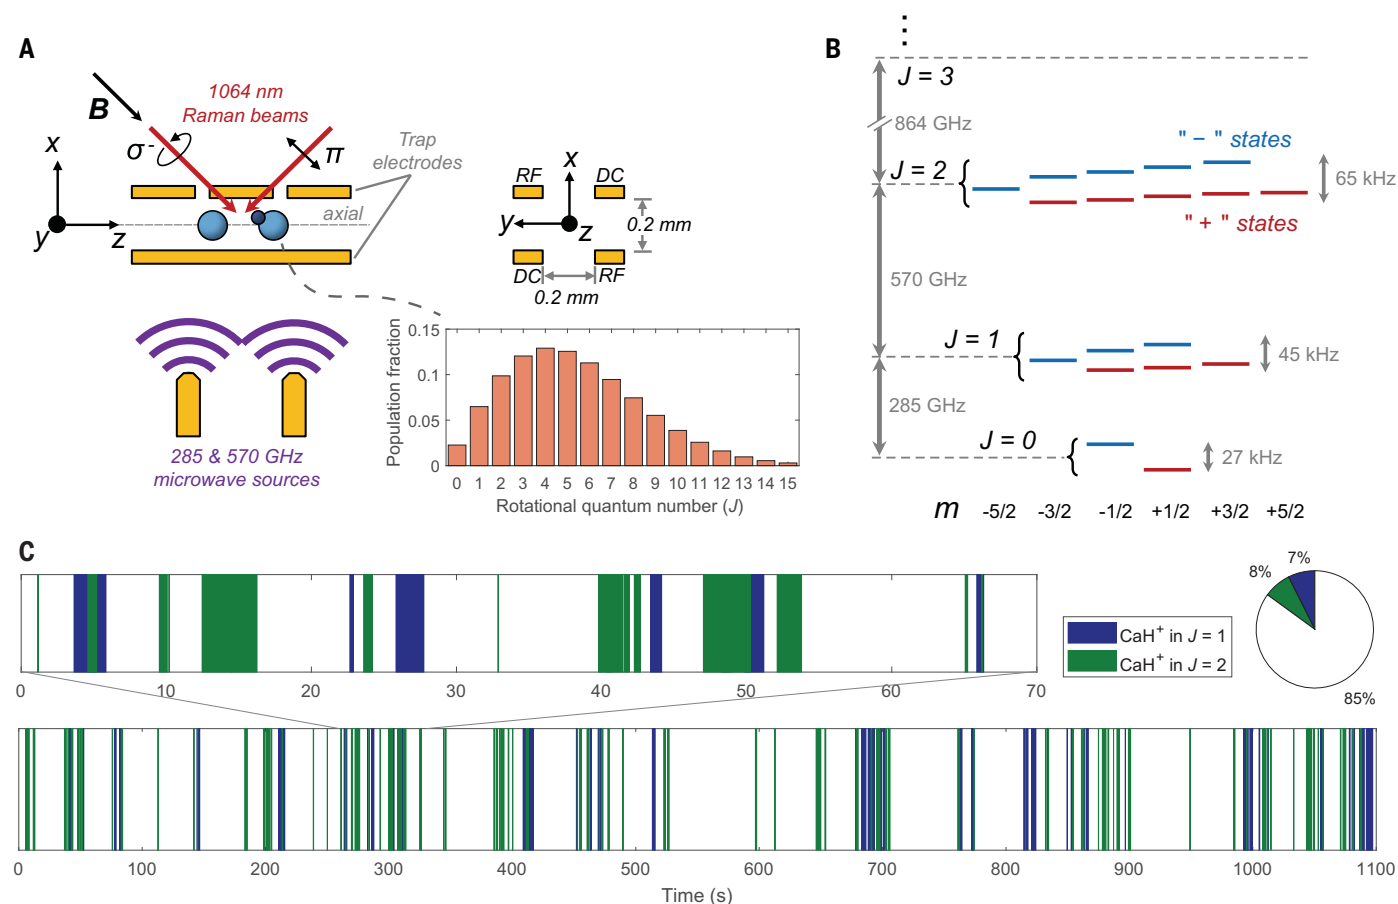 A
B
1064 nm
Raman beams
σ-
π
Trap
electrodes
x
y
z
axial
x
y
z
RF
DC
DC
RF
0.2 mm
0.2 mm
285 & 570 GHz
microwave sources
Population fraction
0.15
0.1
0.05
0
0 1 2 3 4 5 6 7 8 9 10 11 12 13 14 15
Rotational quantum number (J)
B
J = 3
864 GHz
" − " states
J = 2
65 kHz
" + " states
570 GHz
J = 1
45 kHz
285 GHz
J = 0
27 kHz
m -5/2 -3/2 -1/2 +1/2 +3/2 +5/2
C
0 10 20 30 40 50 60 70
CaH+ in J = 1
CaH+ in J = 2
8%
7%
85%
0 100 200 300 400 500 600 700 800 900 1000 1100
Time (s)